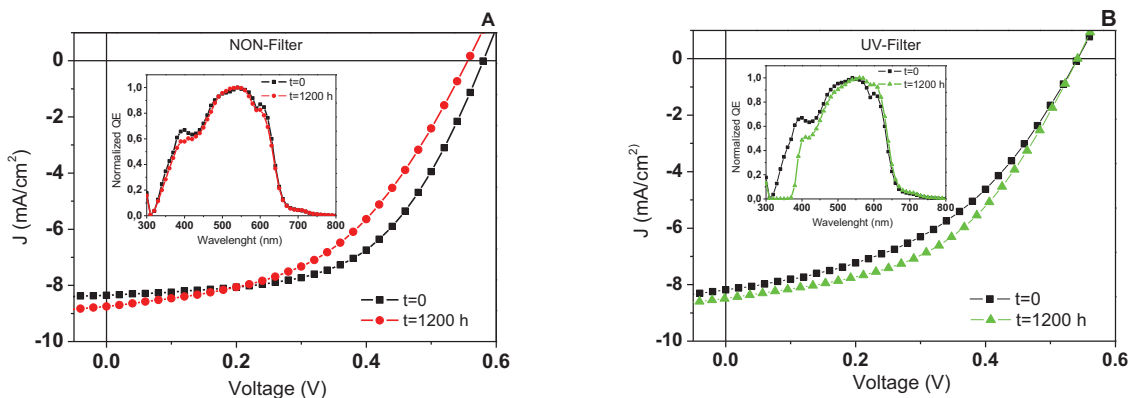 A
NON-Filter
0
-2
-4
-6
-8
-10
J (mA/cm²)
0.0
0.2
0.4
0.6
Voltage (V)
t=0
t=1200 h
1,0
0,8
0,6
0,4
0,2
0,0
Normalized QE
300
400
500
600
700
800
Wavelenght (nm)
t=0
t=1200 h
B
UV-Filter
0
-2
-4
-6
-8
-10
J (mA/cm²⁾
0.0
0.2
0.4
0.6
Voltage (V)
t=0
t=1200 h
1,0
0,8
0,6
0,4
0,2
0,0
Normalized QE
300
400
500
600
700
800
Wavelenght (nm)
t=0
t=1200 h